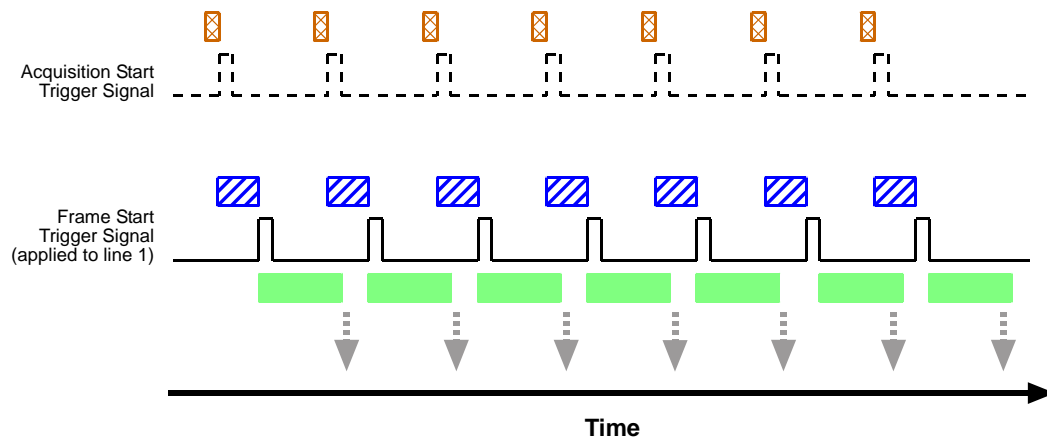 Acquisition Start
Trigger Signal
Frame Start
Trigger Signal
(applied to line 1)
Time